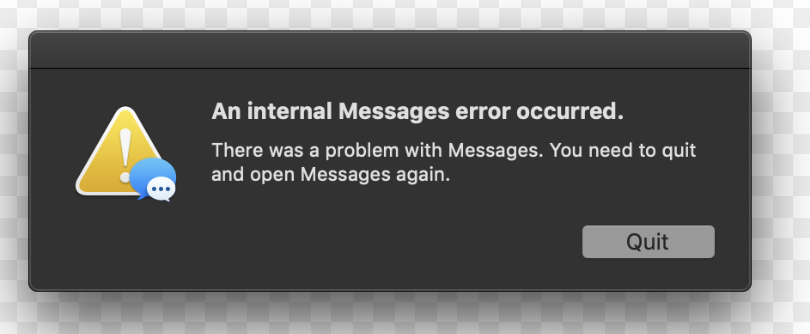 An internal Messages error occurred.
There was a problem with Messages. You need to quit
and open Messages again.
Quit